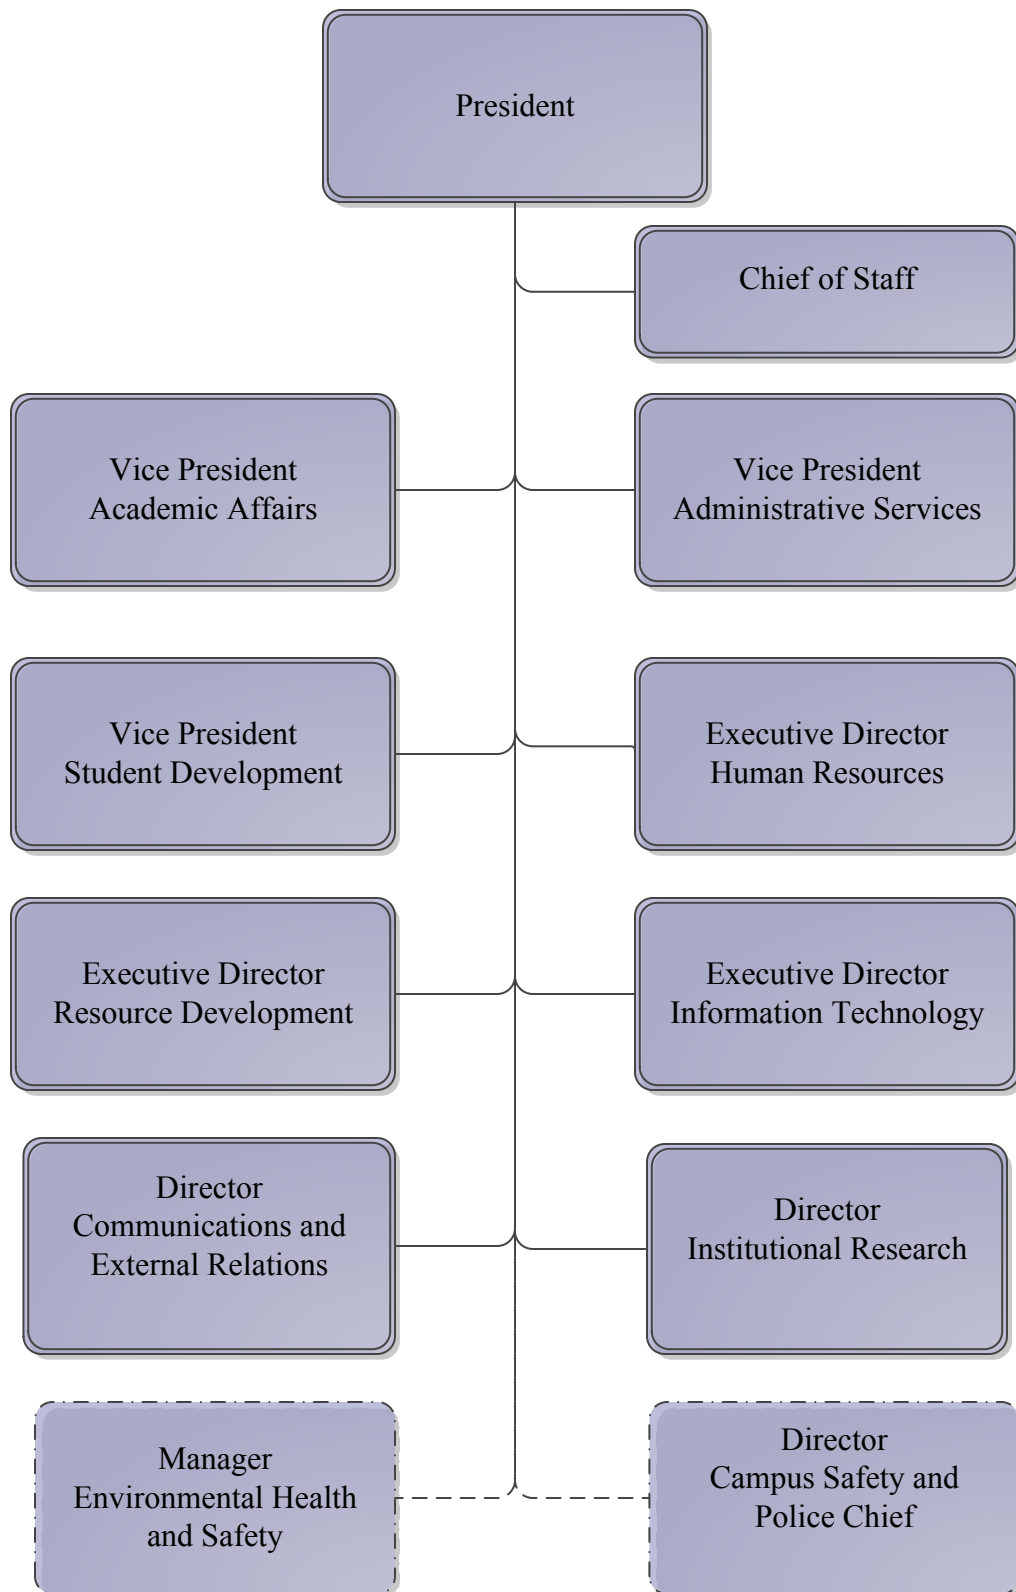 President
Chief of Staff
Vice President
Academic Affairs
Vice President
Administrative Services
Vice President
Student Development
Executive Director
Human Resources
Executive Director
Resource Development
Executive Director
Information Technology
Director
Communications and
External Relations
Director
Institutional Research
Manager
Environmental Health
and Safety
Director
Campus Safety and
Police Chief